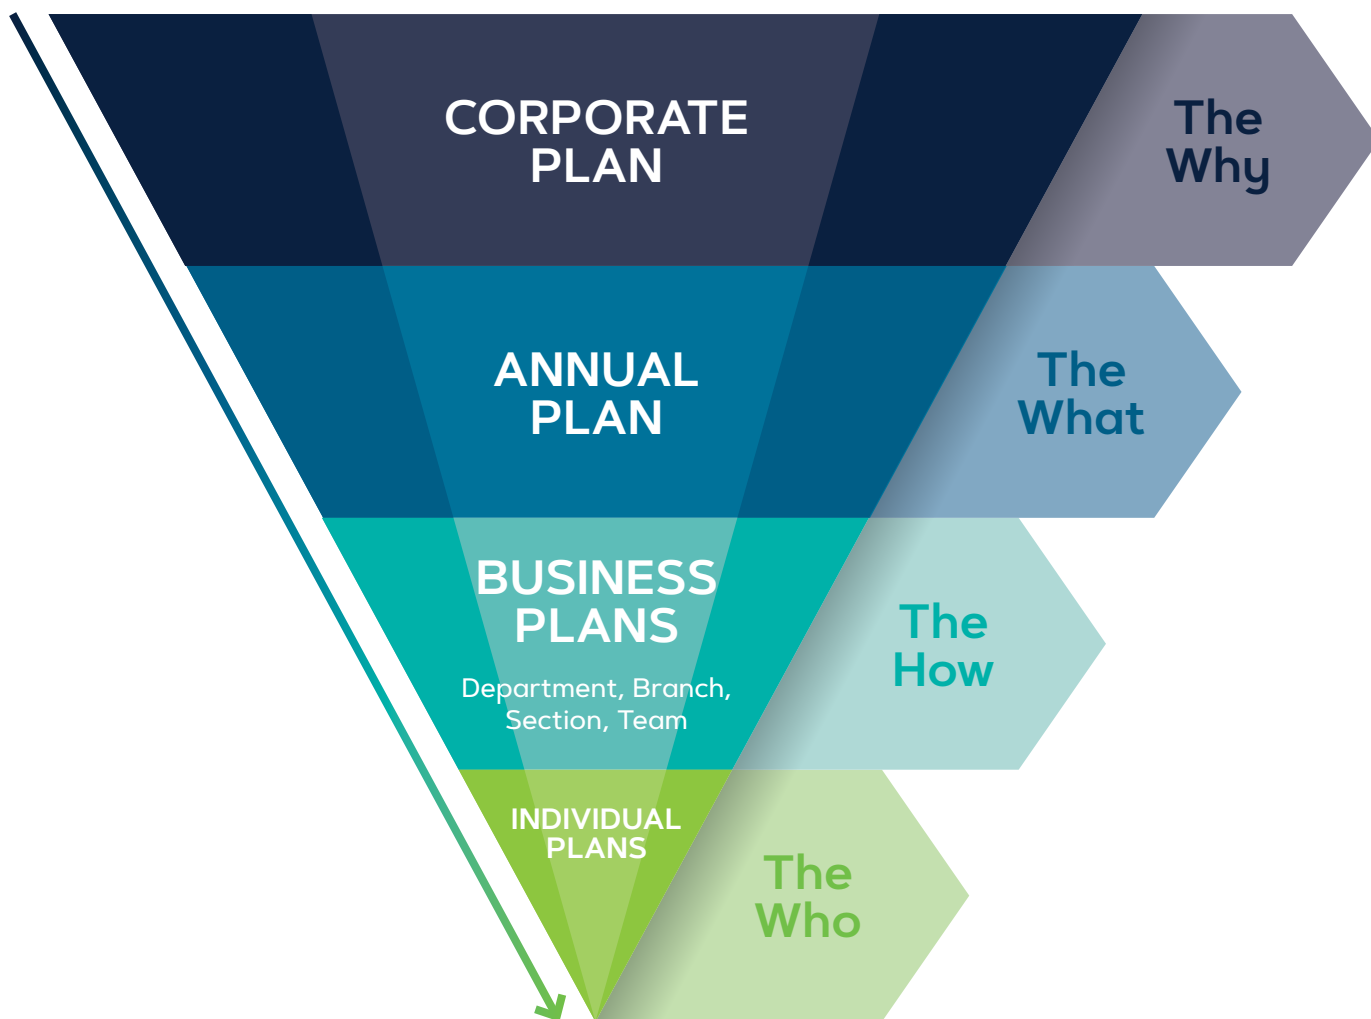 CORPORATE
PLAN
The
Why
ANNUAL
PLAN
The
What
BUSINESS
PLANS
Department, Branch,
Section, Team
The
How
INDIVIDUAL
PLANS
The
Who